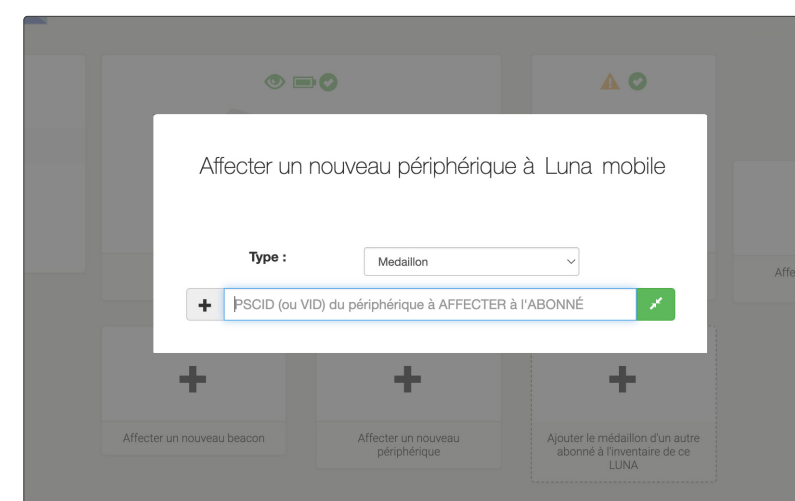 Affecter un nouveau périphérique à Luna mobile
Type :
Medaillon
PSCID (ou VID) du périphérique à AFFECTER à l'ABONNÉ
Affe
Affecter un nouveau beacon
Affecter un nouveau
périphérique
Ajouter le médaillon d'un autre
abonné à l'inventaire de ce
LUNA